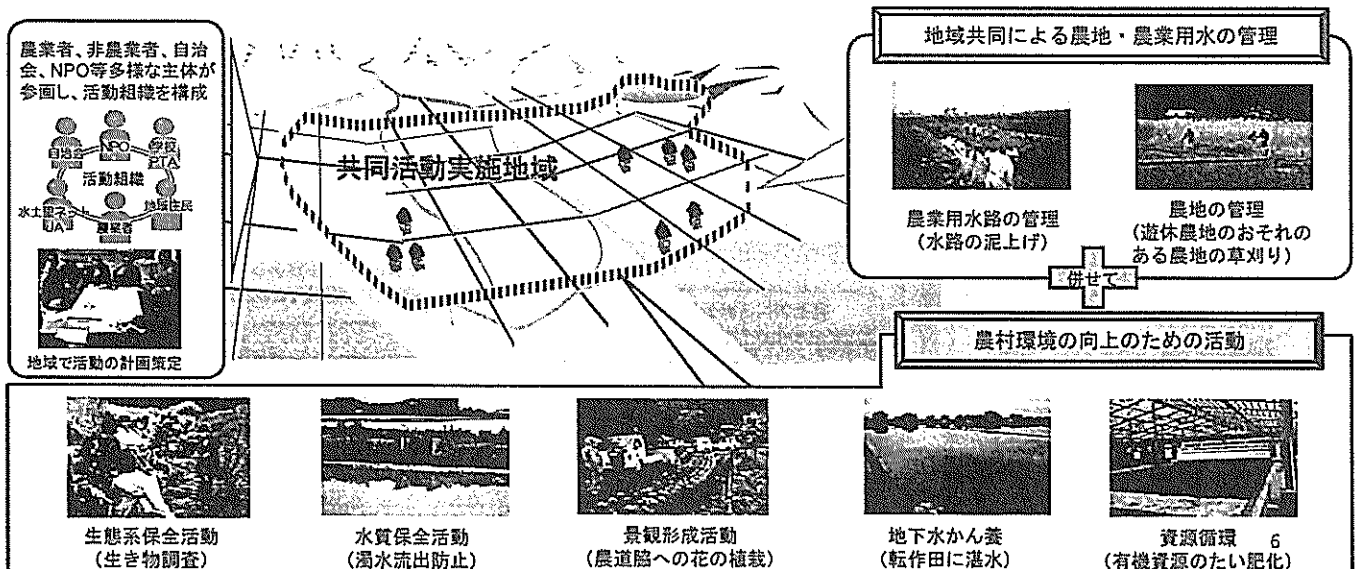 農業者、非農業者、自治
会、NPO等多様な主体が
参画し、活動組織を構成
自治会
NPO
学校
PTA
活動組織
水土里ネット
JA
農業者
地域住民
地域で活動の計画策定
共同活動実施地域
地域共同による農地・農業用水の管理
農業用水路の管理
(水路の泥上げ)
農地の管理
(遊休農地のおそれの
ある農地の草刈り)
併せて
農村環境の向上のための活動
生態系保全活動
(生き物調査)
水質保全活動
(濁水流出防止)
景観形成活動
(農道脇への花の植栽)
地下水かん養
(転作田に湛水)
資源循環
(有機資源のたい肥化)
6